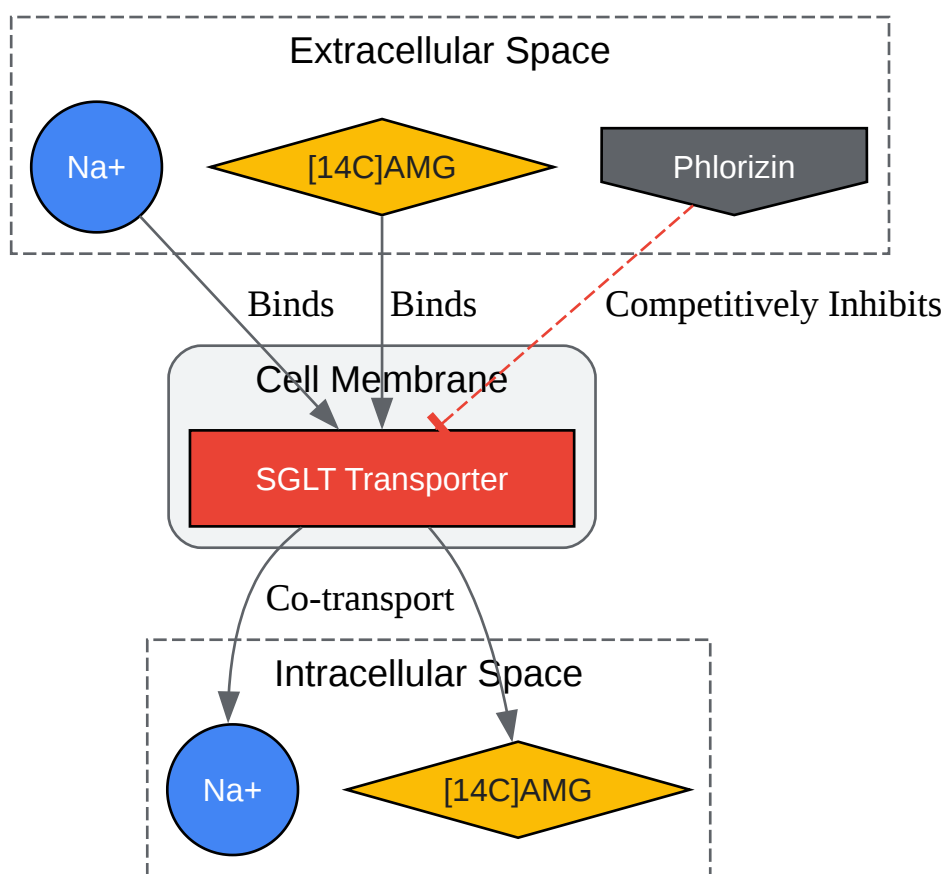 Extracellular Space
Na+
[14C]AMG
Phlorizin
Binds
Binds
Competitively Inhibits
Cell Membrane
SGLT Transporter
Co-transport
Intracellular Space
Na+
[14C]AMG